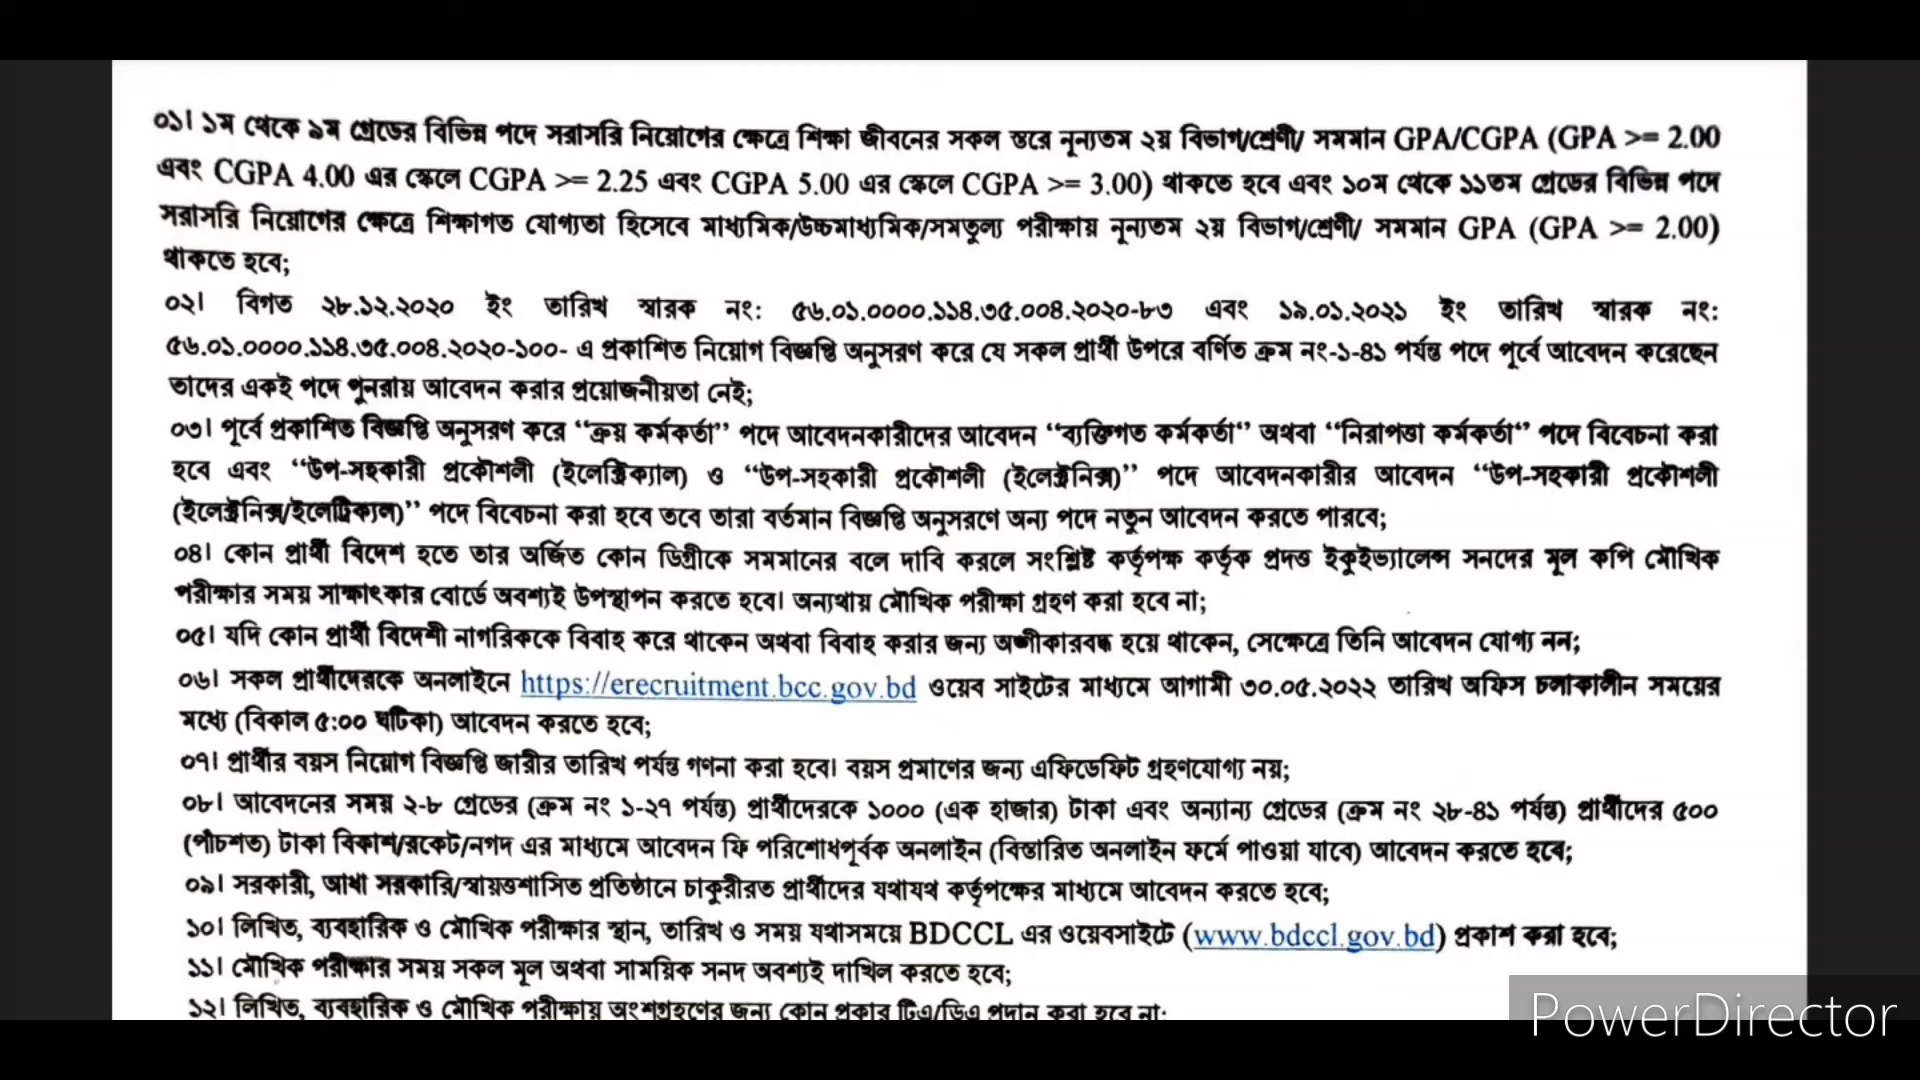 ০১। ১ম থেকে ৯ম গ্রেডের বিভিন্ন পদে সরাসরি নিয়োগের ক্ষেত্রে শিক্ষা জীবনের সকল স্তরে নূন্যতম ২য় বিভাগ/শ্রেণী/ সমমান GPA/CGPA (GPA >= 2.00
এবং CGPA 4.00 এর স্কেলে CGPA >= 2.25 এবং CGPA 5.00 এর স্কেলে CGPA >= 3.00) থাকতে হবে এবং ১০ম থেকে ১১তম গ্রেডের বিভিন্ন পদে
সরাসরি নিয়োগের ক্ষেত্রে শিক্ষাগত যোগ্যতা হিসেবে মাধ্যমিক/উচ্চমাধ্যমিক/সমতুল্য পরীক্ষায় নূন্যতম ২য় বিভাগ/শ্রেণী/ সমমান GPA (GPA >= 2.00)
থাকতে হবে;
০২। বিগত ২৮.১২.২০২০ ইং তারিখ স্বারক নং: ৫৬.০১.০০০০.১১৪.৩৫.০০৪.২০২০-৮৩ এবং ১৯.০১.২০২১ ইং তারিখ স্বারক নং:
৫৬.০১.০০০০.১১৪.৩৫.০০৪.২০২০-১০০- এ প্রকাশিত নিয়োগ বিজ্ঞপ্তি অনুসরণ করে যে সকল প্রার্থী উপরে বর্ণিত ক্রম নং-১-৪১ পর্যন্ত পদে পূর্বে আবেদন করেছেন
তাদের একই পদে পুনরায় আবেদন করার প্রয়োজনীয়তা নেই;
০৩। পূর্বে প্রকাশিত বিজ্ঞপ্তি অনুসরণ করে “ক্রয় কর্মকর্তা” পদে আবেদনকারীদের আবেদন “ব্যক্তিগত কর্মকর্তা” অথবা “নিরাপত্তা কর্মকর্তা” পদে বিবেচনা করা
হবে এবং “উপ-সহকারী প্রকৌশলী (ইলেক্ট্রিক্যাল) ও “উপ-সহকারী প্রকৌশলী (ইলেক্ট্রনিক্স)” পদে আবেদনকারীর আবেদন “উপ-সহকারী প্রকৌশলী
(ইলেক্ট্রনিক্স/ইলেট্রিক্যল)” পদে বিবেচনা করা হবে তবে তারা বর্তমান বিজ্ঞপ্তি অনুসরণে অন্য পদে নতুন আবেদন করতে পারবে;
০৪। কোন প্রার্থী বিদেশ হতে তার অর্জিত কোন ডিগ্রীকে সমমানের বলে দাবি করলে সংশ্লিষ্ট কর্তৃপক্ষ কর্তৃক প্রদত্ত ইকুইভ্যালেন্স সনদের মূল কপি মৌখিক
পরীক্ষার সময় সাক্ষাৎকার বোর্ডে অবশ্যই উপস্থাপন করতে হবে। অন্যথায় মৌখিক পরীক্ষা গ্রহণ করা হবে না;
০৫। যদি কোন প্রার্থী বিদেশী নাগরিককে বিবাহ করে থাকেন অথবা বিবাহ করার জন্য অঙ্গীকারবদ্ধ হয়ে থাকেন, সেক্ষেত্রে তিনি আবেদন যোগ্য নন;
০৬। সকল প্রার্থীদেরকে অনলাইনে https://erecruitment.bcc.gov.bd ওয়েব সাইটের মাধ্যমে আগামী ৩০.০৫.২০২২ তারিখ অফিস চলাকালীন সময়ের
মধ্যে (বিকাল ৫:০০ ঘটিকা) আবেদন করতে হবে;
০৭। প্রার্থীর বয়স নিয়োগ বিজ্ঞপ্তি জারীর তারিখ পর্যন্ত গণনা করা হবে। বয়স প্রমাণের জন্য এফিডেফিট গ্রহণযোগ্য নয়;
০৮। আবেদনের সময় ২-৮ গ্রেডের (ক্রম নং ১-২৭ পর্যন্ত) প্রার্থীদেরকে ১০০০ (এক হাজার) টাকা এবং অন্যান্য গ্রেডের (ক্রম নং ২৮-৪১ পর্যন্ত) প্রার্থীদের ৫০০
(পাঁচশত) টাকা বিকাশ/রকেট/নগদ এর মাধ্যমে আবেদন ফি পরিশোধপূর্বক অনলাইন (বিস্তারিত অনলাইন ফর্মে পাওয়া যাবে) আবেদন করতে হবে;
০৯। সরকারী, আধা সরকারি/স্বায়ত্তশাসিত প্রতিষ্ঠানে চাকুরীরত প্রার্থীদের যথাযথ কর্তৃপক্ষের মাধ্যমে আবেদন করতে হবে;
১০। লিখিত, ব্যবহারিক ও মৌখিক পরীক্ষার স্থান, তারিখ ও সময় যথাসময়ে BDCCL এর ওয়েবসাইটে (www.bdccl.gov.bd) প্রকাশ করা হবে;
১১। মৌখিক পরীক্ষার সময় সকল মূল অথবা সাময়িক সনদ অবশ্যই দাখিল করতে হবে;
১২। লিখিত, ব্যবহারিক ও মৌখিক পরীক্ষায় অংশগ্রহণের জন্য কোন প্রকার টিএ/ডিএ প্রদান করা হবে না;
PowerDirector